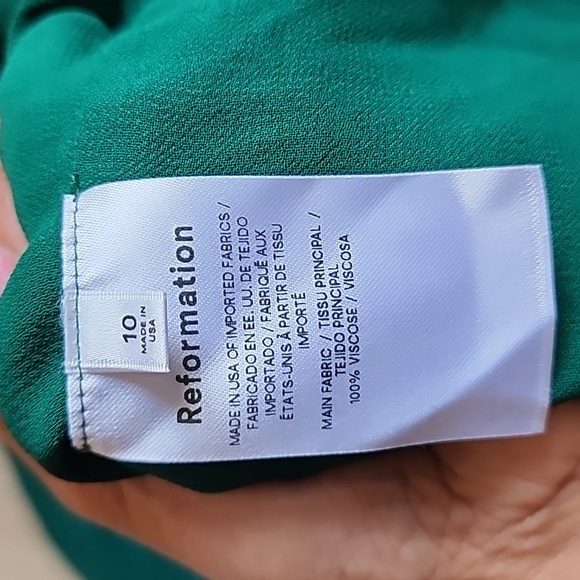 10
MADE IN
USA
Reformation
MADE IN USA OF IMPORTED FABRICS /
FABRICADO EN EE. UU. DE TEJIDO
IMPORTADO / FABRIQUÉ AUX
ÉTATS-UNIS À PARTIR DE TISSU
IMPORTÉ
MAIN FABRIC / TISSU PRINCIPAL /
TEJIDO PRINCIPAL
100% VISCOSE / VISCOSA